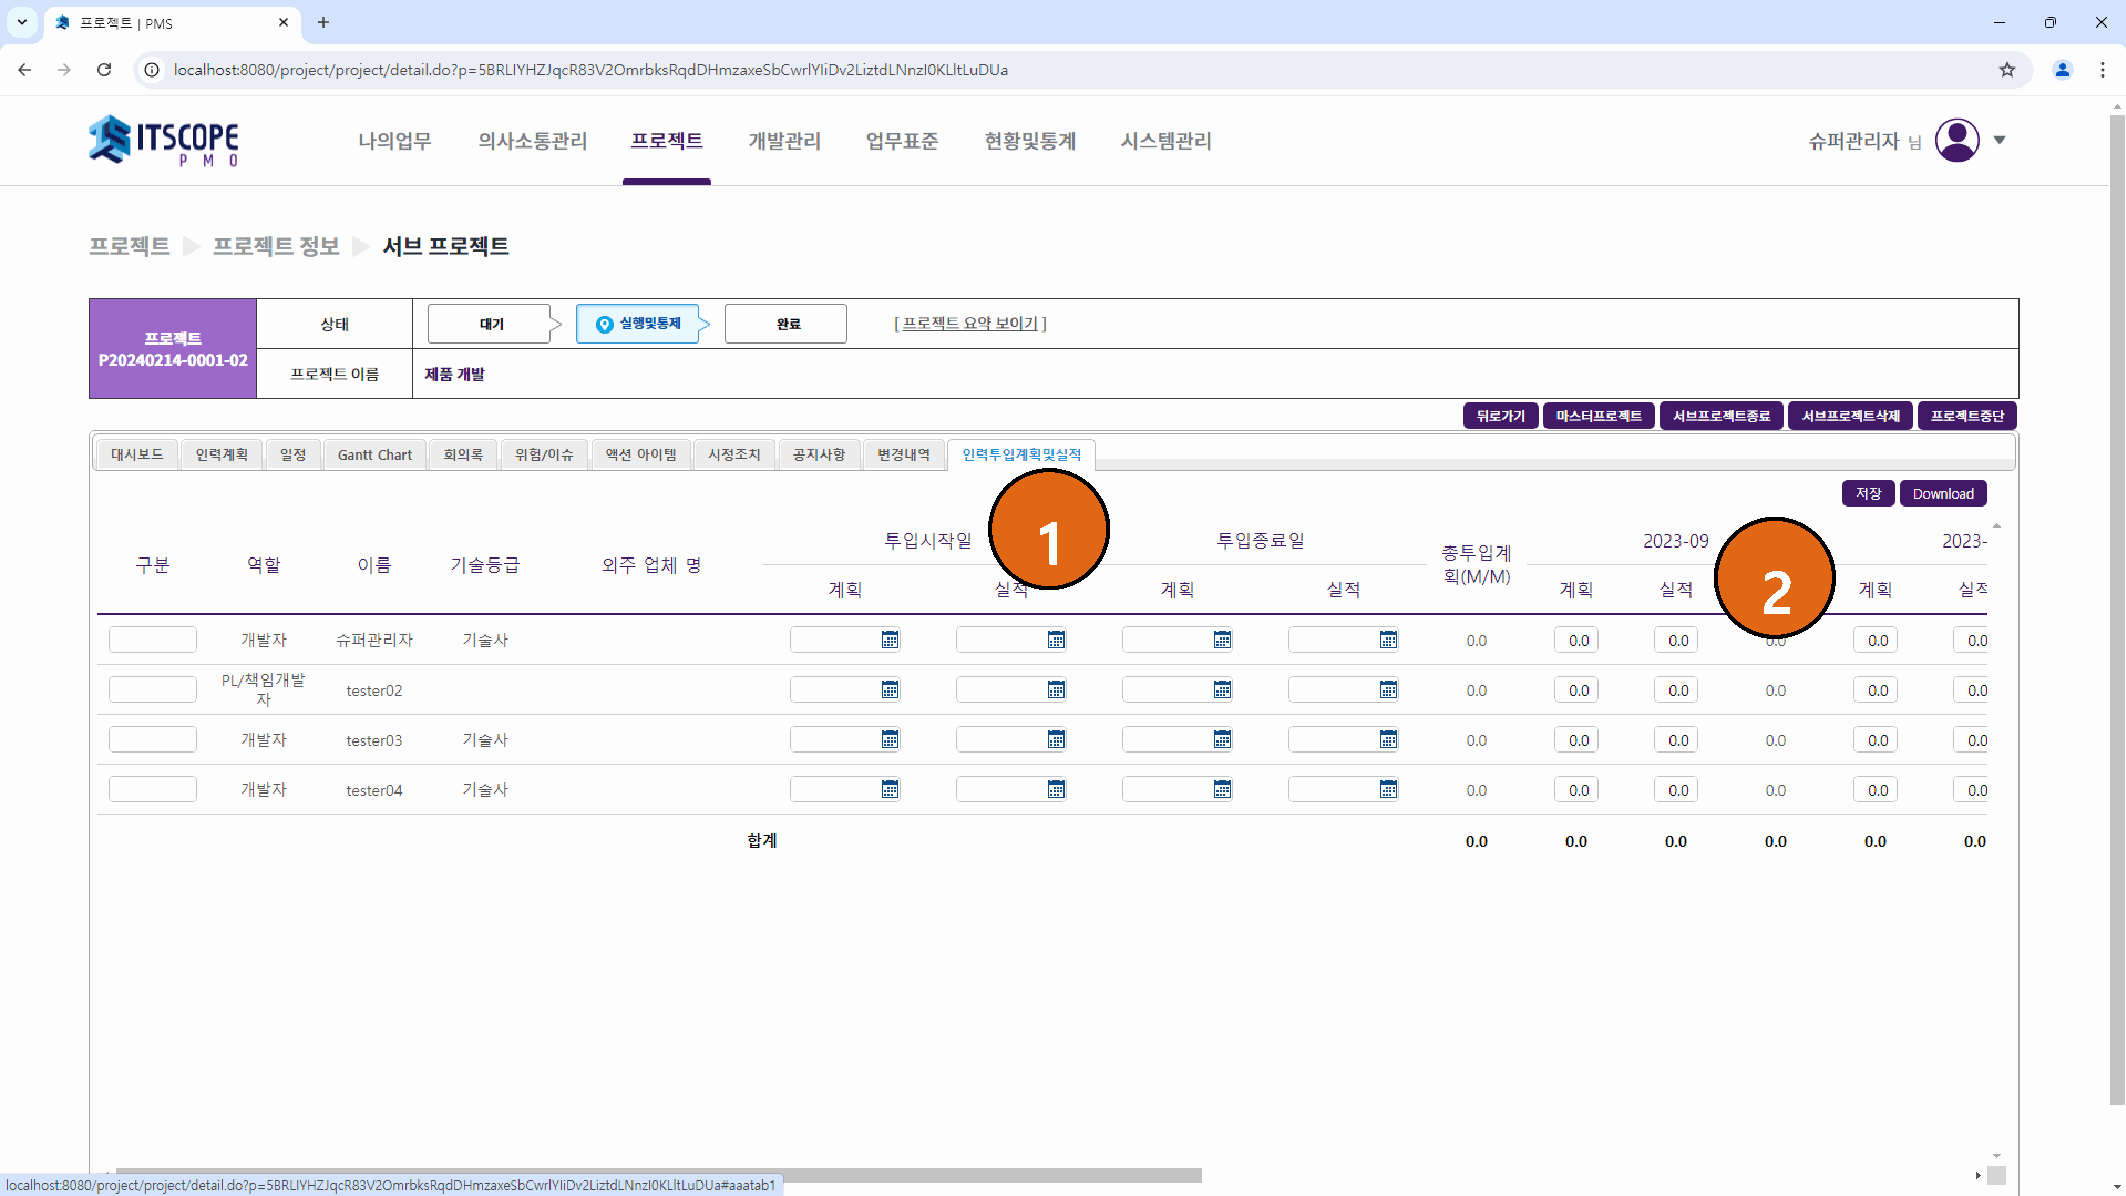 프로젝트 | PMS
localhost:8080/project/project/detail.do?p=5BRLIYHZJqcR83V2OmrbksRqdDHmzaxeSbCwrlYIiDv2LiztdLNnzI0KLltLuDUa
ITSCOPE
PMO
나의업무 의사소통관리 프로젝트 개발관리 업무표준 현황및통계 시스템관리
슈퍼관리자 님
프로젝트 프로젝트 정보 서브 프로젝트
프로젝트
P20240214-0001-02
상태 대기 실행및통제 완료 [ 프로젝트 요약 보이기 ]
프로젝트 이름 제품 개발
뒤로가기 마스터프로젝트 서브프로젝트종료 서브프로젝트삭제 프로젝트중단
대시보드 인력계획 일정 Gantt Chart 회의록 위험/이슈 액션 아이템 시정조치 공지사항 변경내역 인력투입계획및실적
저장 Download
구분 역할 이름 기술등급 외주 업체 명 투입시작일 투입종료일 총투입계획(M/M) 2023-09 2023-
계획 실적 계획 실적 계획 실적 계획 실적
1
2
개발자 슈퍼관리자 기술사 0.0 0.0 0.0 0.0 0.0 0.0
PL/책임개발자 tester02 0.0 0.0 0.0 0.0 0.0 0.0
개발자 tester03 기술사 0.0 0.0 0.0 0.0 0.0 0.0
개발자 tester04 기술사 0.0 0.0 0.0 0.0 0.0 0.0
합계 0.0 0.0 0.0 0.0 0.0 0.0
localhost:8080/project/project/detail.do?p=5BRLIYHZJqcR83V2OmrbksRqdDHmzaxeSbCwrlYIiDv2LiztdLNnzI0KLltLuDUa#aaatab1